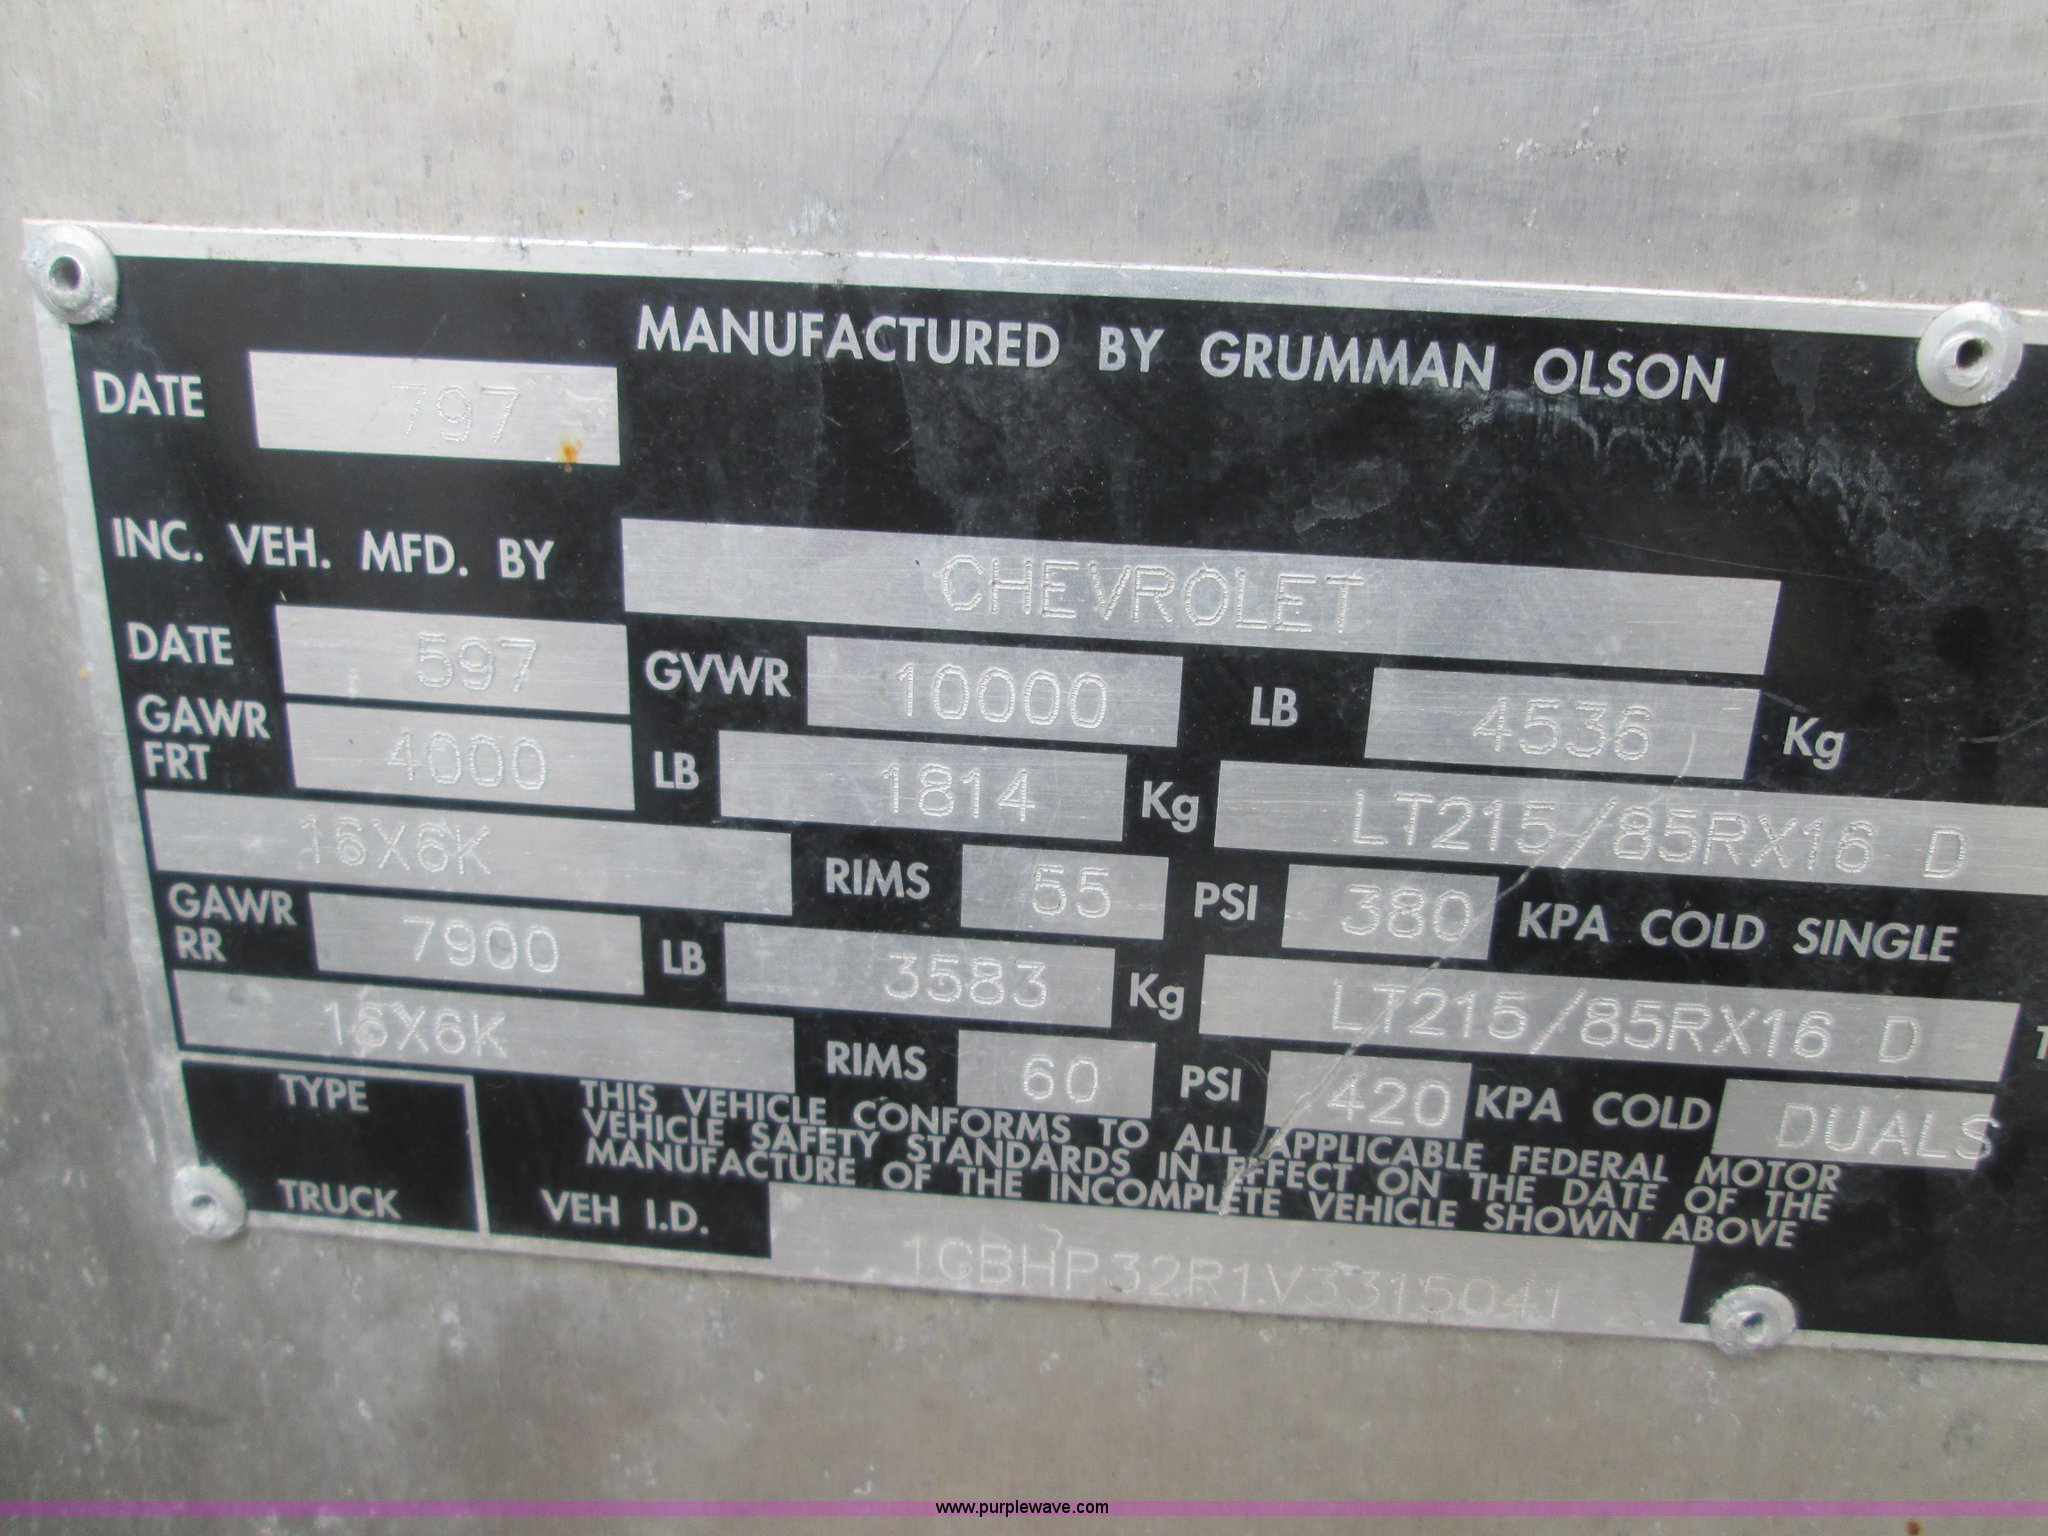 MANUFACTURED BY GRUMMAN OLSON
DATE 797
INC. VEH. MFD. BY CHEVROLET
DATE 597 GVWR 10000 LB 4536 Kg
GAWR FRT 4000 LB 1814 Kg LT215/85RX16 D
16X6K RIMS 55 PSI 380 KPA COLD SINGLE
GAWR RR 7900 LB 3583 Kg LT215/85RX16 D
16X6K RIMS 60 PSI 420 KPA COLD DUALS
TYPE
TRUCK
THIS VEHICLE CONFORMS TO ALL APPLICABLE FEDERAL MOTOR
VEHICLE SAFETY STANDARDS IN EFFECT ON THE DATE OF THE
MANUFACTURE OF THE INCOMPLETE VEHICLE SHOWN ABOVE
VEH I.D. 1GBHP32R1V3315041
www.purplewave.com